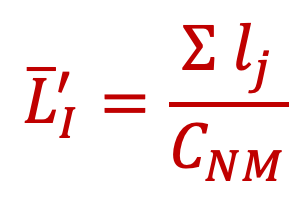 L̄′_I = Σ l_j / C_NM